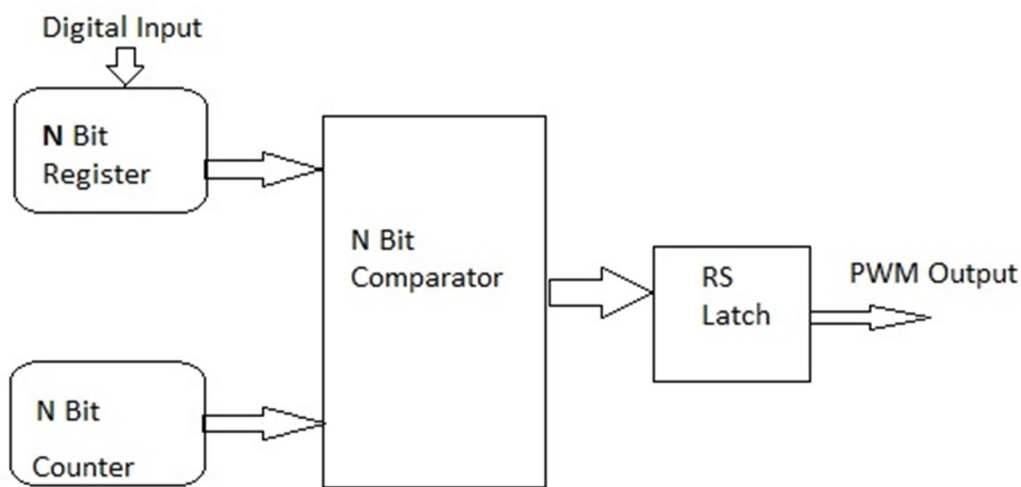 Digital Input
N Bit
Register
N Bit
Comparator
RS
Latch
PWM Output
N Bit
Counter